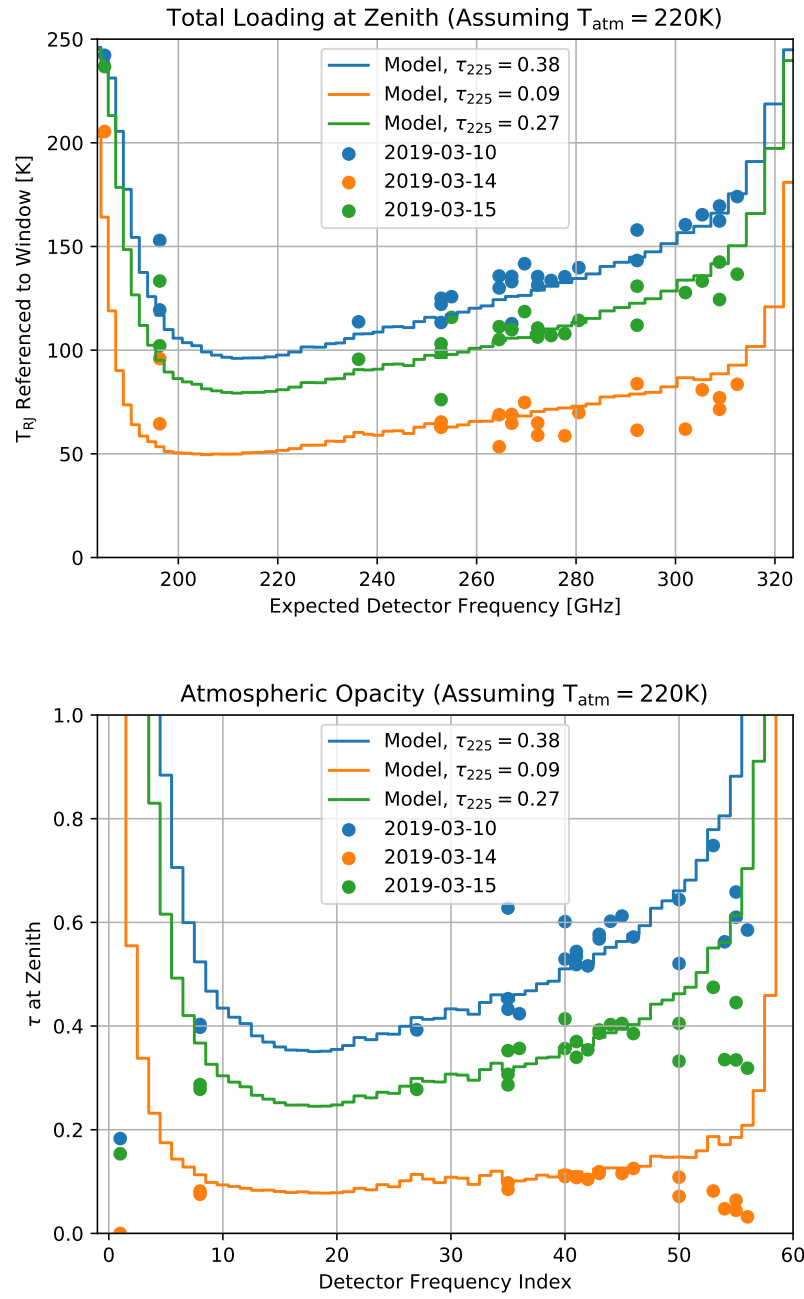 Total Loading at Zenith (Assuming T_atm = 220K)
250
200
150
100
50
0
T_RJ Referenced to Window [K]
Model, τ_225 = 0.38
Model, τ_225 = 0.09
Model, τ_225 = 0.27
2019-03-10
2019-03-14
2019-03-15
200 220 240 260 280 300 320
Expected Detector Frequency [GHz]
Atmospheric Opacity (Assuming T_atm = 220K)
1.0
0.8
0.6
0.4
0.2
0.0
τ at Zenith
Model, τ_225 = 0.38
Model, τ_225 = 0.09
Model, τ_225 = 0.27
2019-03-10
2019-03-14
2019-03-15
0 10 20 30 40 50 60
Detector Frequency Index